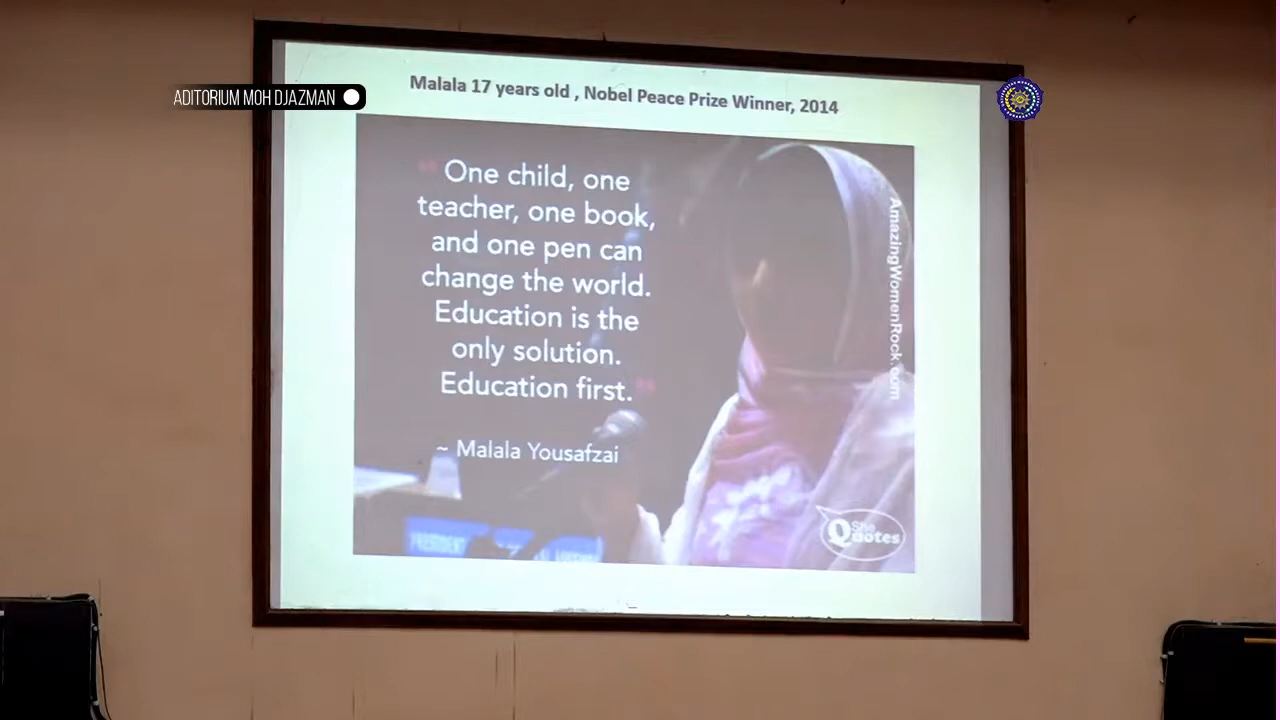 ADITORIUM MOH DJAZMAN
Malala 17 years old , Nobel Peace Prize Winner, 2014
One child, one
teacher, one book,
and one pen can
change the world.
Education is the
only solution.
Education first.
~ Malala Yousafzai
AmazingWomenRock.com
She
Quotes
PRESIDENT